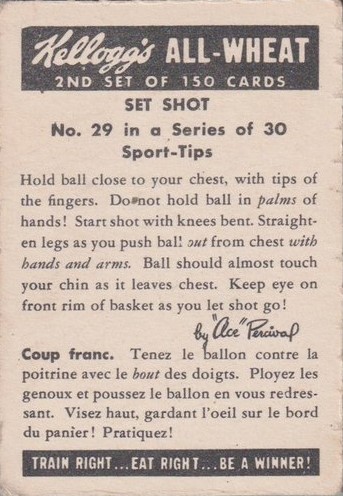 Kellogg's ALL-WHEAT
2ND SET OF 150 CARDS
SET SHOT
No. 29 in a Series of 30
Sport-Tips
Hold ball close to your chest, with tips of
the fingers. Do not hold ball in palms of
hands! Start shot with knees bent. Straight-
en legs as you push ball out from chest with
hands and arms. Ball should almost touch
your chin as it leaves chest. Keep eye on
front rim of basket as you let shot go!
by "Ace" Percival
Coup franc. Tenez le ballon contre la
poitrine avec le bout des doigts. Ployez les
genoux et poussez le ballon en vous redres-
sant. Visez haut, gardant l'oeil sur le bord
du panier! Pratiquez!
TRAIN RIGHT...EAT RIGHT...BE A WINNER!